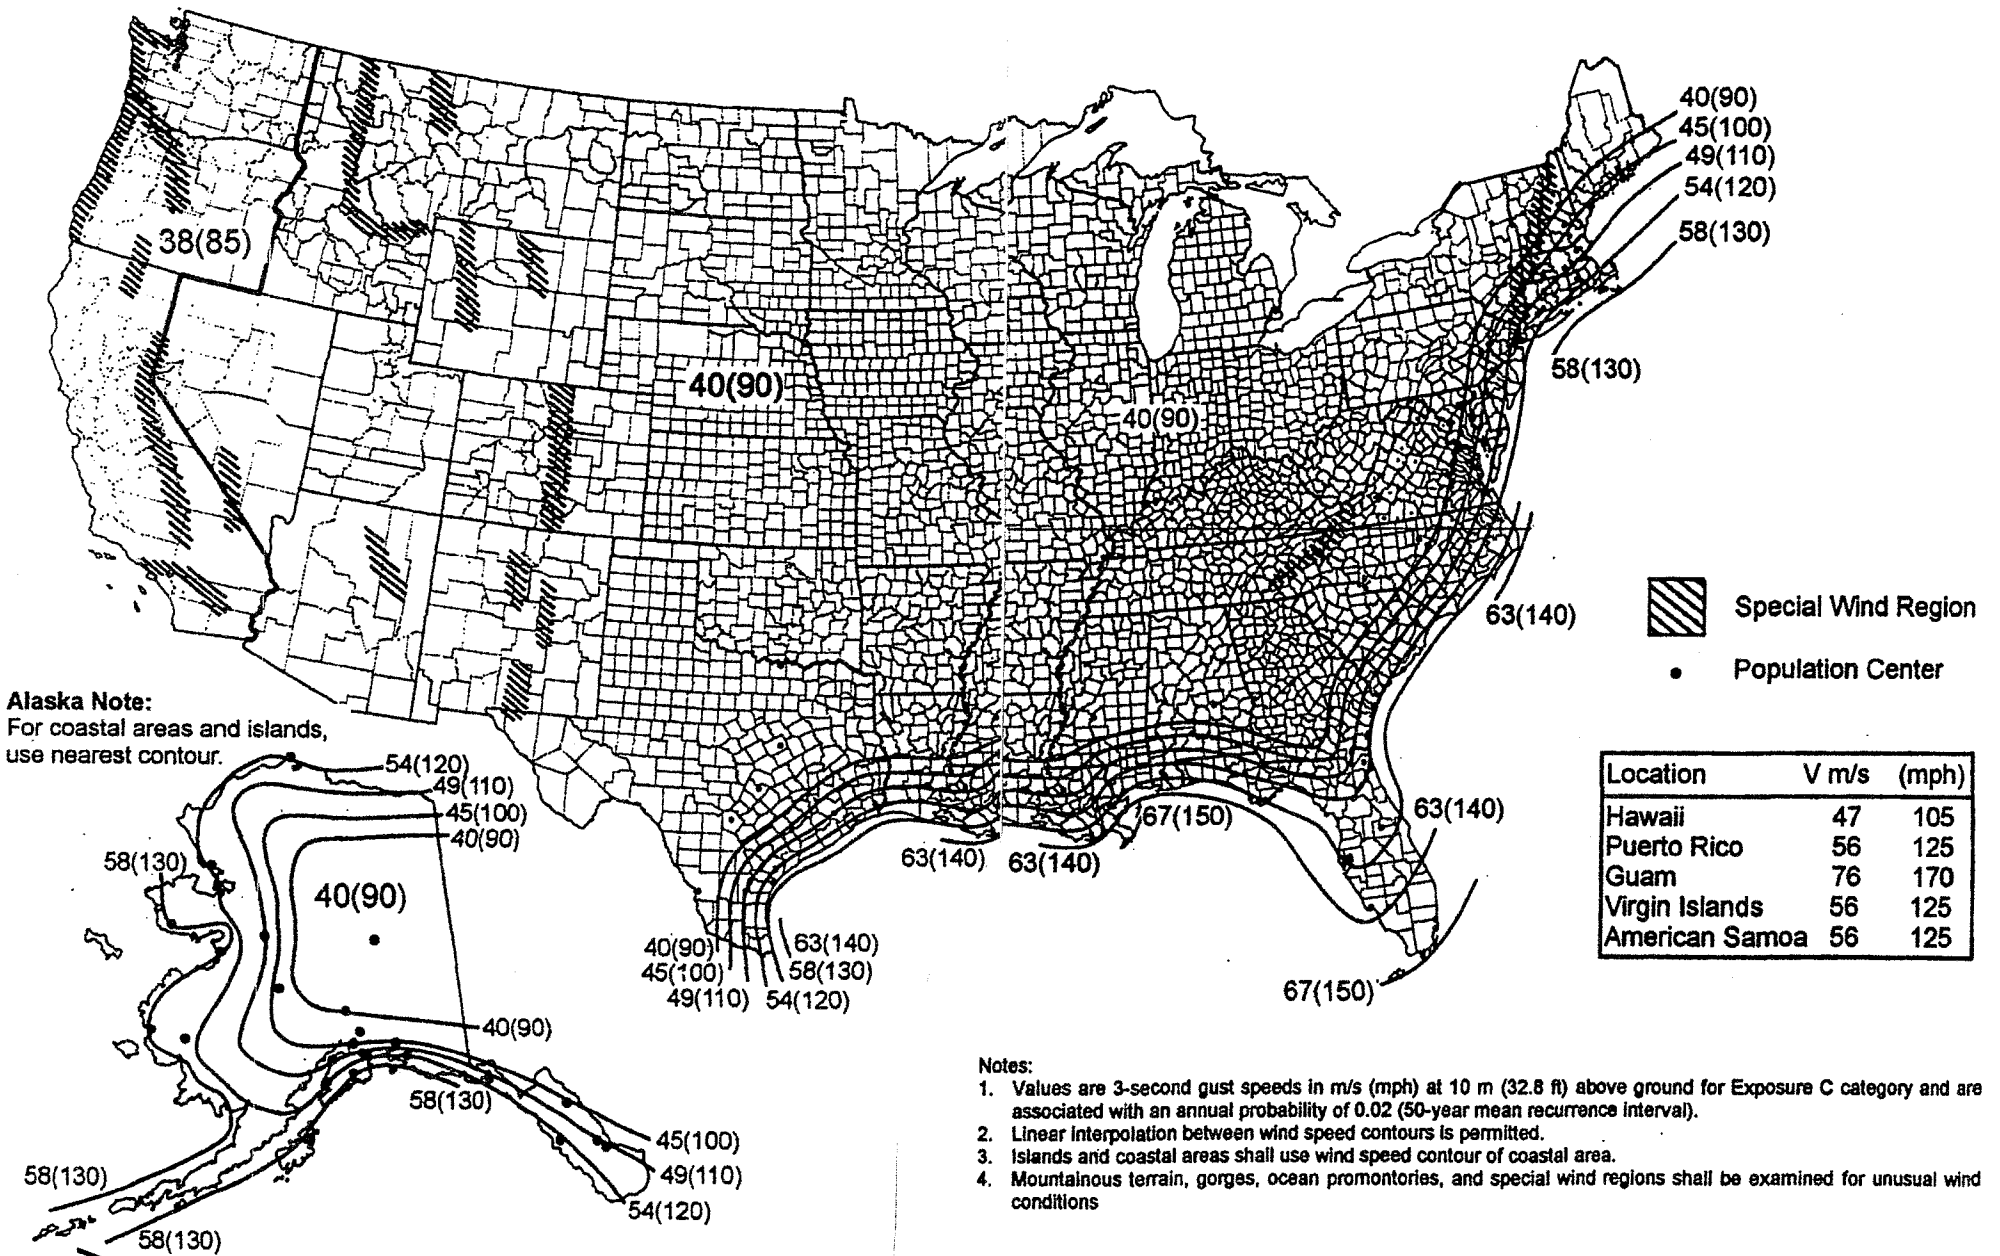 40(90)
45(100)
49(110)
54(120)
58(130)
58(130)
38(85)
40(90)
40(90)
63(140)
Special Wind Region
Population Center
Alaska Note:
For coastal areas and islands,
use nearest contour.
54(120)
49(110)
45(100)
40(90)
58(130)
40(90)
40(90)
58(130)
45(100)
49(110)
54(120)
58(130)
58(130)
67(150)
63(140)
63(140)
63(140)
40(90)
45(100)
49(110)
63(140)
58(130)
54(120)
67(150)
Location V m/s (mph)
Hawaii 47 105
Puerto Rico 56 125
Guam 76 170
Virgin Islands 56 125
American Samoa 56 125
Notes:
1. Values are 3-second gust speeds in m/s (mph) at 10 m (32.8 ft) above ground for Exposure C category and are
associated with an annual probability of 0.02 (50-year mean recurrence interval).
2. Linear interpolation between wind speed contours is permitted.
3. Islands and coastal areas shall use wind speed contour of coastal area.
4. Mountainous terrain, gorges, ocean promontories, and special wind regions shall be examined for unusual wind
conditions